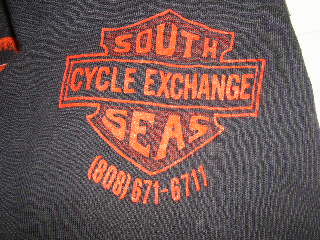 SOUTH
CYCLE EXCHANGE
SEAS
(808) 671-6711